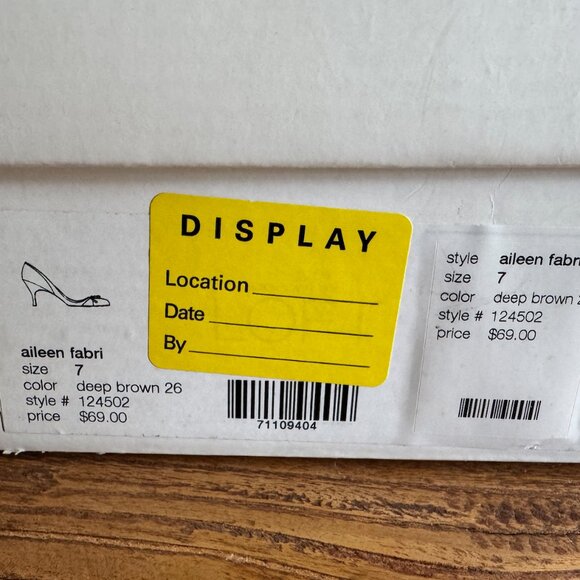 DISPLAY
Location
Date
By
aileen fabri
size 7
color deep brown 26
style # 124502
price $69.00
71109404
style aileen fabri
size 7
color deep brown
style # 124502
price $69.00